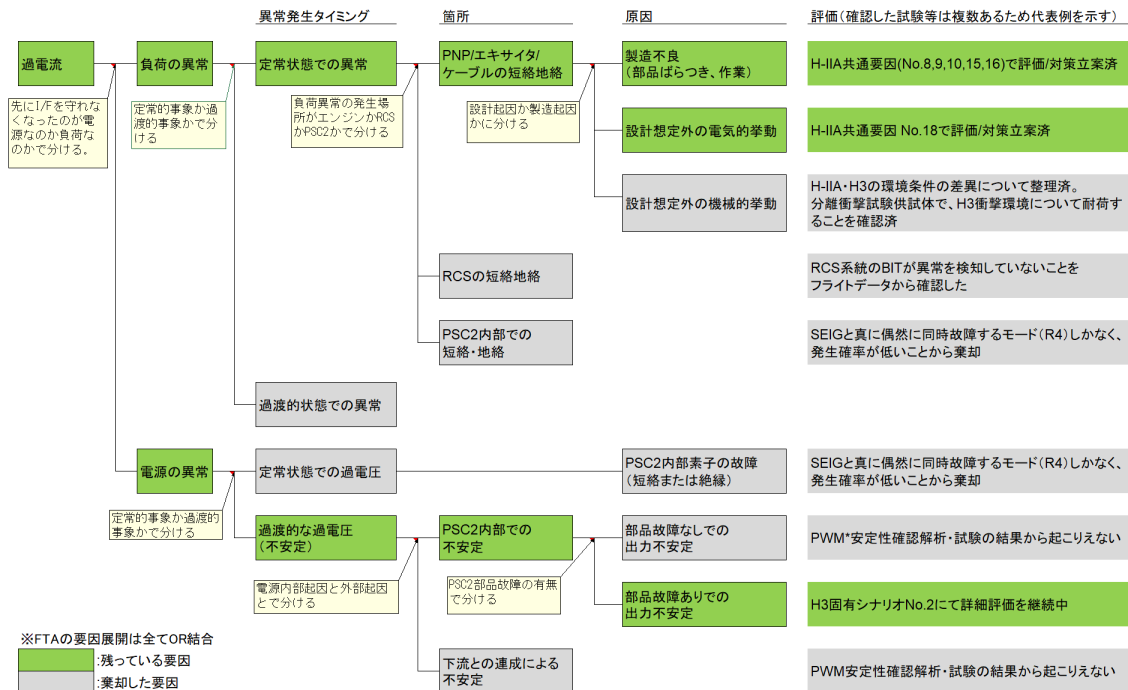 異常発生タイミング
箇所
原因
評価(確認した試験等は複数あるため代表例を示す)
過電流
負荷の異常
定常状態での異常
PNP/エキサイタ/
ケーブルの短絡地絡
製造不良
(部品ばらつき、作業)
H-IIA共通要因(No.8,9,10,15,16)で評価/対策立案済
先にI/Fを守れな
くなったのが電
源なのか負荷な
のかで分ける。
定常的事象か過
渡的事象かで分
ける
負荷異常の発生場
所がエンジンかRCS
かPSC2かで分ける
設計起因か製造起因
かに分ける
設計想定外の電気的挙動
H-IIA共通要因 No.18で評価/対策立案済
設計想定外の機械的挙動
H-IIA・H3の環境条件の差異について整理済。
分離衝撃試験供試体で、H3衝撃環境について耐荷す
ることを確認済
RCSの短絡地絡
RCS系統のBITが異常を検知していないことを
フライトデータから確認した
PSC2内部での
短絡・地絡
SEIGと真に偶然に同時故障するモード(R4)しかなく、
発生確率が低いことから棄却
過渡的状態での異常
電源の異常
定常状態での過電圧
PSC2内部素子の故障
(短絡または絶縁)
SEIGと真に偶然に同時故障するモード(R4)しかなく、
発生確率が低いことから棄却
定常的事象か過渡的
事象かで分ける
過渡的な過電圧
(不安定)
PSC2内部での
不安定
部品故障なしでの
出力不安定
PWM*安定性確認解析・試験の結果から起こりえない
電源内部起因と外部起因
とで分ける
PSC2部品故障の有無
で分ける
部品故障ありでの
出力不安定
H3固有シナリオNo.2にて詳細評価を継続中
下流との連成による
不安定
PWM安定性確認解析・試験の結果から起こりえない
※FTAの要因展開は全てOR結合
:残っている要因
:棄却した要因